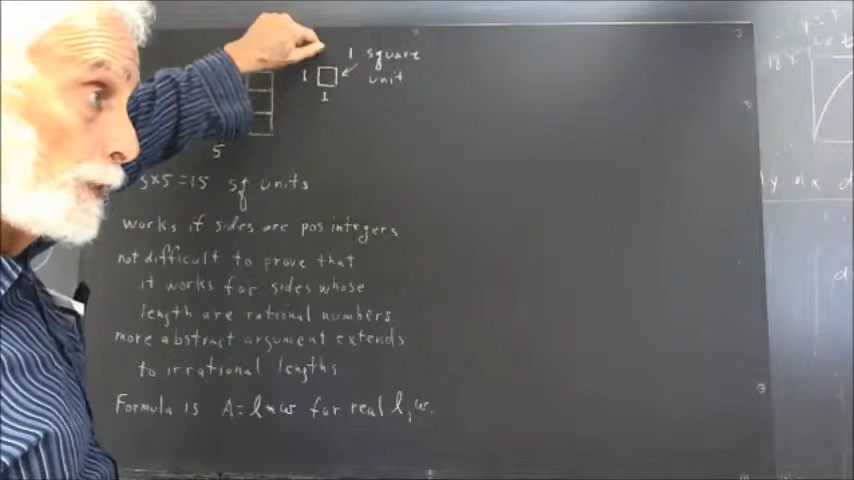 1 square
1 unit
1
5
3×5=15 sq units
works if sides are pos integers
not difficult to prove that
it works for sides whose
length are rational numbers
more abstract argument extends
to irrational lengths
Formula is A=l*w for real l,w.
y dx d
d